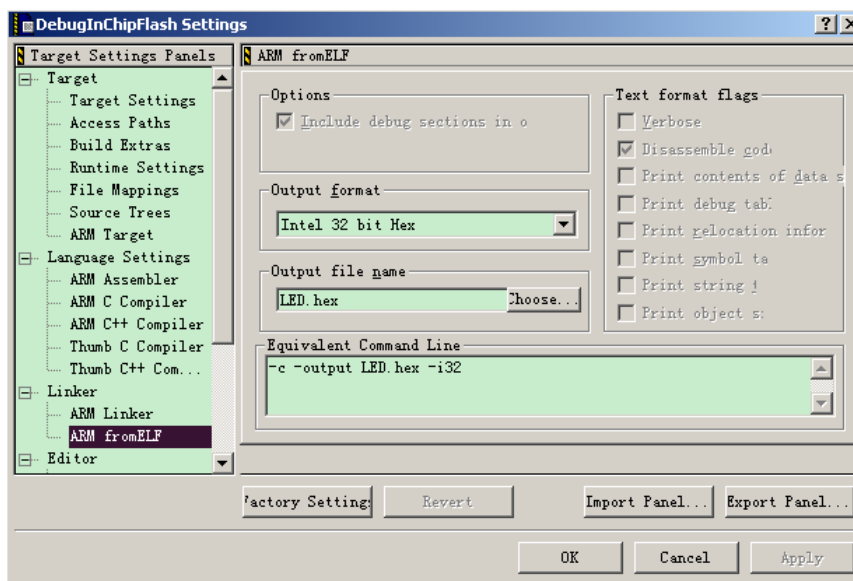 DebugInChipFlash Settings
Target Settings Panels
Target
Target Settings
Access Paths
Build Extras
Runtime Settings
File Mappings
Source Trees
ARM Target
Language Settings
ARM Assembler
ARM C Compiler
ARM C++ Compiler
Thumb C Compiler
Thumb C++ Com...
Linker
ARM Linker
ARM fromELF
Editor
ARM fromELF
Options
Include debug sections in o
Output format
Intel 32 bit Hex
Output file name
LED.hex
Choose...
Text format flags
Verbose
Disassemble cod
Print contents of data s
Print debug tab
Print relocation infor
Print symbol ta
Print string
Print object s
Equivalent Command Line
-c -output LED.hex -i32
Factory Setting
Revert
Import Panel...
Export Panel...
OK
Cancel
Apply